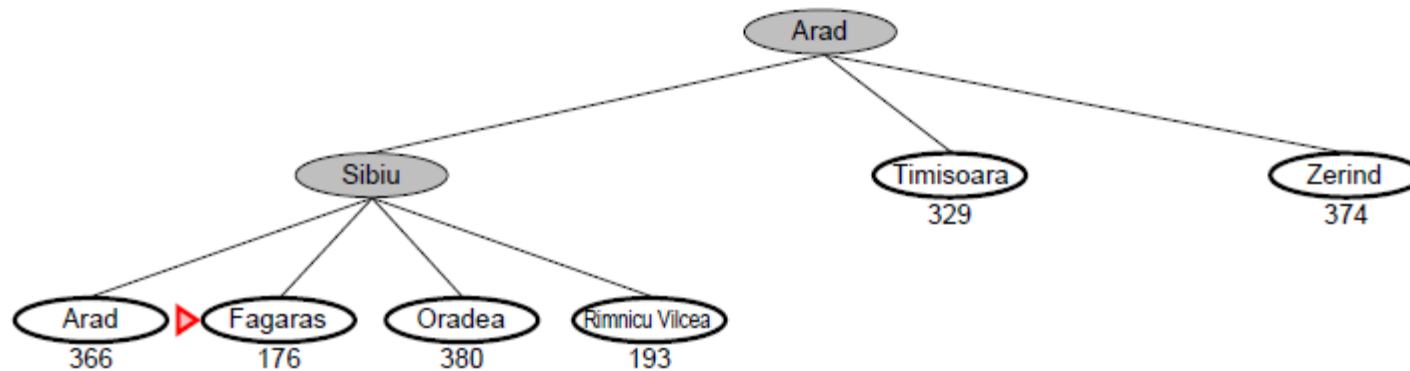 Arad
Sibiu Timisoara Zerind
329 374
Arad Fagaras Oradea Rimnicu Vilcea
366 176 380 193